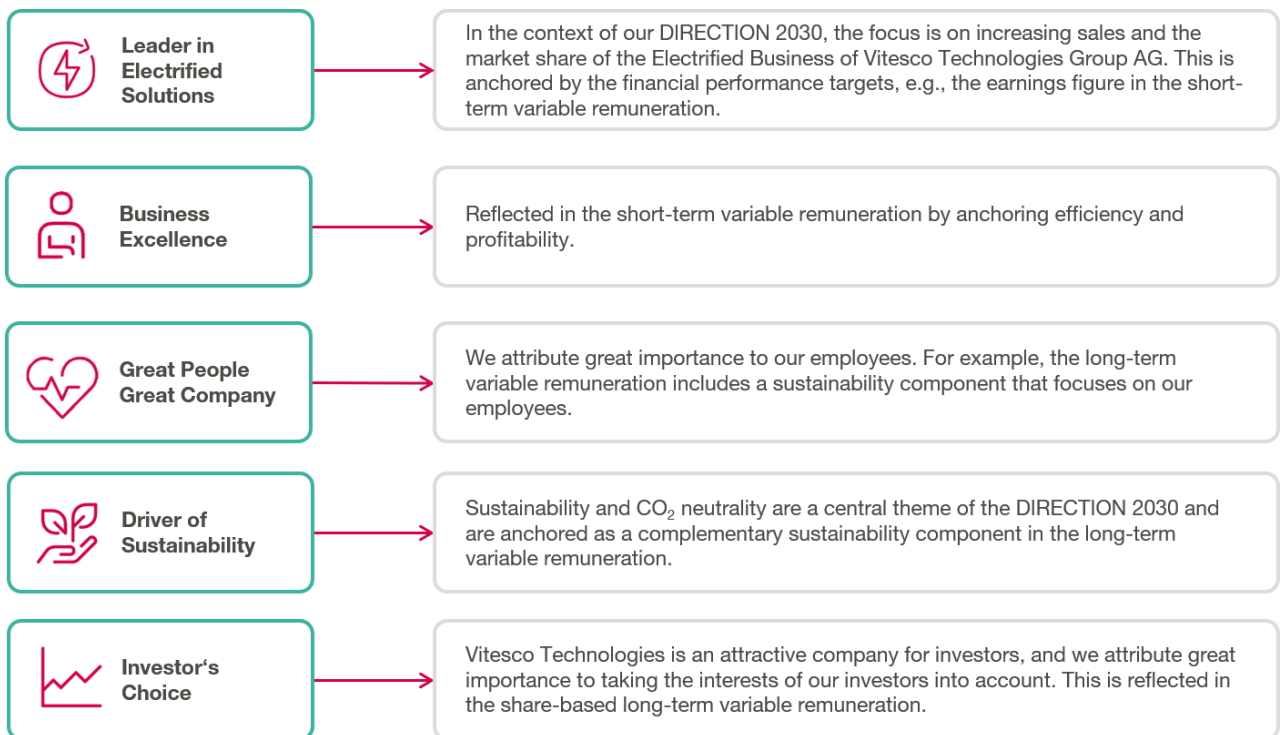 Leader in
Electrified
Solutions
In the context of our DIRECTION 2030, the focus is on increasing sales and the
market share of the Electrified Business of Vitesco Technologies Group AG. This is
anchored by the financial performance targets, e.g., the earnings figure in the short-
term variable remuneration.
Business
Excellence
Reflected in the short-term variable remuneration by anchoring efficiency and
profitability.
Great People
Great Company
We attribute great importance to our employees. For example, the long-term
variable remuneration includes a sustainability component that focuses on our
employees.
Driver of
Sustainability
Sustainability and CO₂ neutrality are a central theme of the DIRECTION 2030 and
are anchored as a complementary sustainability component in the long-term
variable remuneration.
Investor‘s
Choice
Vitesco Technologies is an attractive company for investors, and we attribute great
importance to taking the interests of our investors into account. This is reflected in
the share-based long-term variable remuneration.